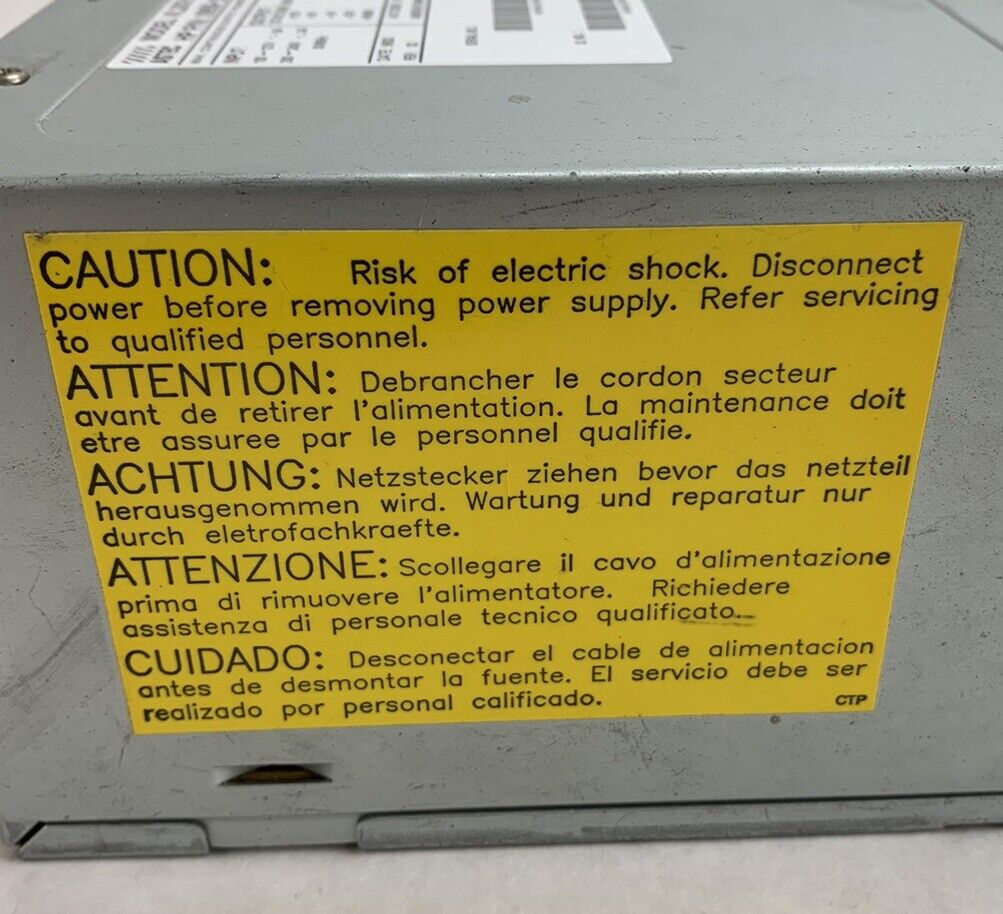 ASTEC
MODEL
HP P/N
INPUT:
CAUTION: Risk of electric shock. Disconnect
power before removing power supply. Refer servicing
to qualified personnel.
ATTENTION: Debrancher le cordon secteur
avant de retirer l'alimentation. La maintenance doit
etre assuree par le personnel qualifie.
ACHTUNG: Netzstecker ziehen bevor das netzteil
herausgenommen wird. Wartung und reparatur nur
durch eletrofachkraefte.
ATTENZIONE: Scollegare il cavo d'alimentazione
prima di rimuovere l'alimentatore. Richiedere
assistenza di personale tecnico qualificato.
CUIDADO: Desconectar el cable de alimentacion
antes de desmontar la fuente. El servicio debe ser
realizado por personal calificado.
CTP